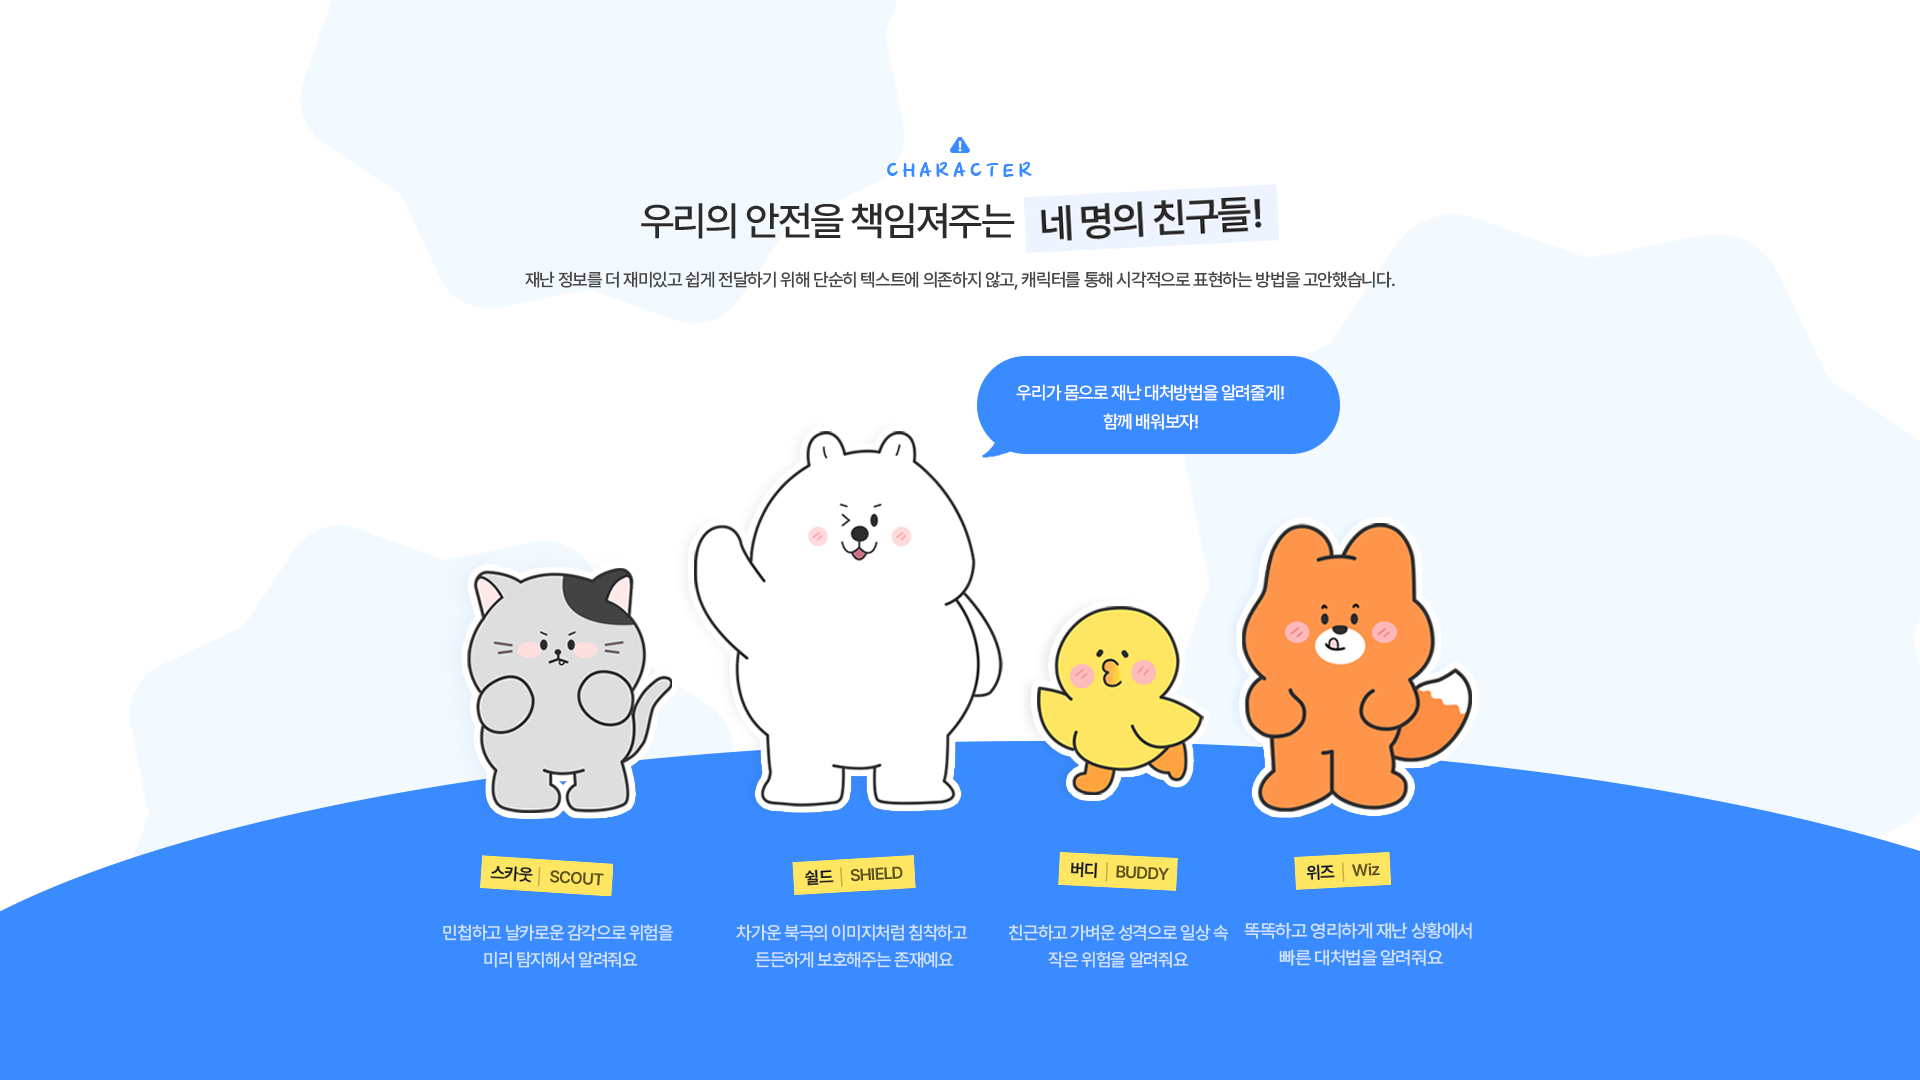 CHARACTER
우리의 안전을 책임져주는 네 명의 친구들!
재난 정보를 더 재미있고 쉽게 전달하기 위해 단순히 텍스트에 의존하지 않고, 캐릭터를 통해 시각적으로 표현하는 방법을 고안했습니다.
우리가 몸으로 재난 대처방법을 알려줄게!
함께 배워보자!
스카웃 | SCOUT
민첩하고 날카로운 감각으로 위험을
미리 탐지해서 알려줘요
쉴드 | SHIELD
차가운 북극의 이미지처럼 침착하고
든든하게 보호해주는 존재예요
버디 | BUDDY
친근하고 가벼운 성격으로 일상 속
작은 위험을 알려줘요
위즈 | Wiz
똑똑하고 영리하게 재난 상황에서
빠른 대처법을 알려줘요